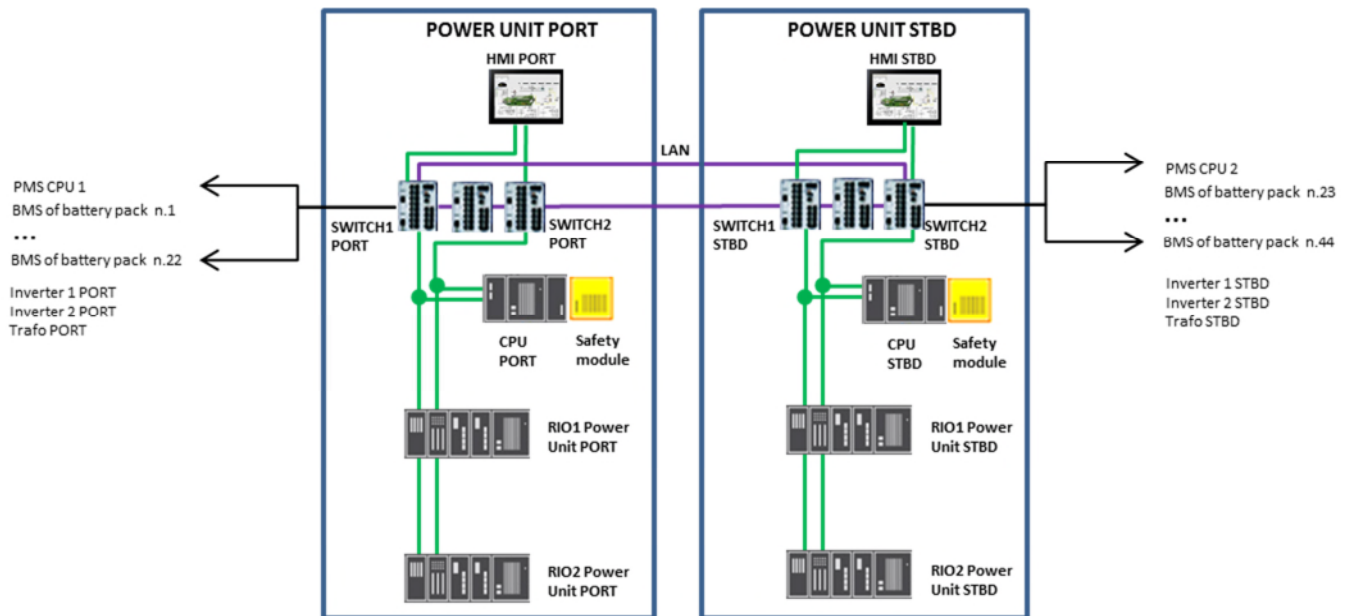 POWER UNIT PORT
HMI PORT
POWER UNIT STBD
HMI STBD
LAN
PMS CPU 1
BMS of battery pack n.1
...
BMS of battery pack n.22
Inverter 1 PORT
Inverter 2 PORT
Trafo PORT
SWITCH1
PORT
SWITCH2
PORT
CPU
PORT
Safety
module
RIO1 Power
Unit PORT
RIO2 Power
Unit PORT
SWITCH1
STBD
SWITCH2
STBD
CPU
STBD
Safety
module
RIO1 Power
Unit STBD
RIO2 Power
Unit STBD
PMS CPU 2
BMS of battery pack n.23
...
BMS of battery pack n.44
Inverter 1 STBD
Inverter 2 STBD
Trafo STBD